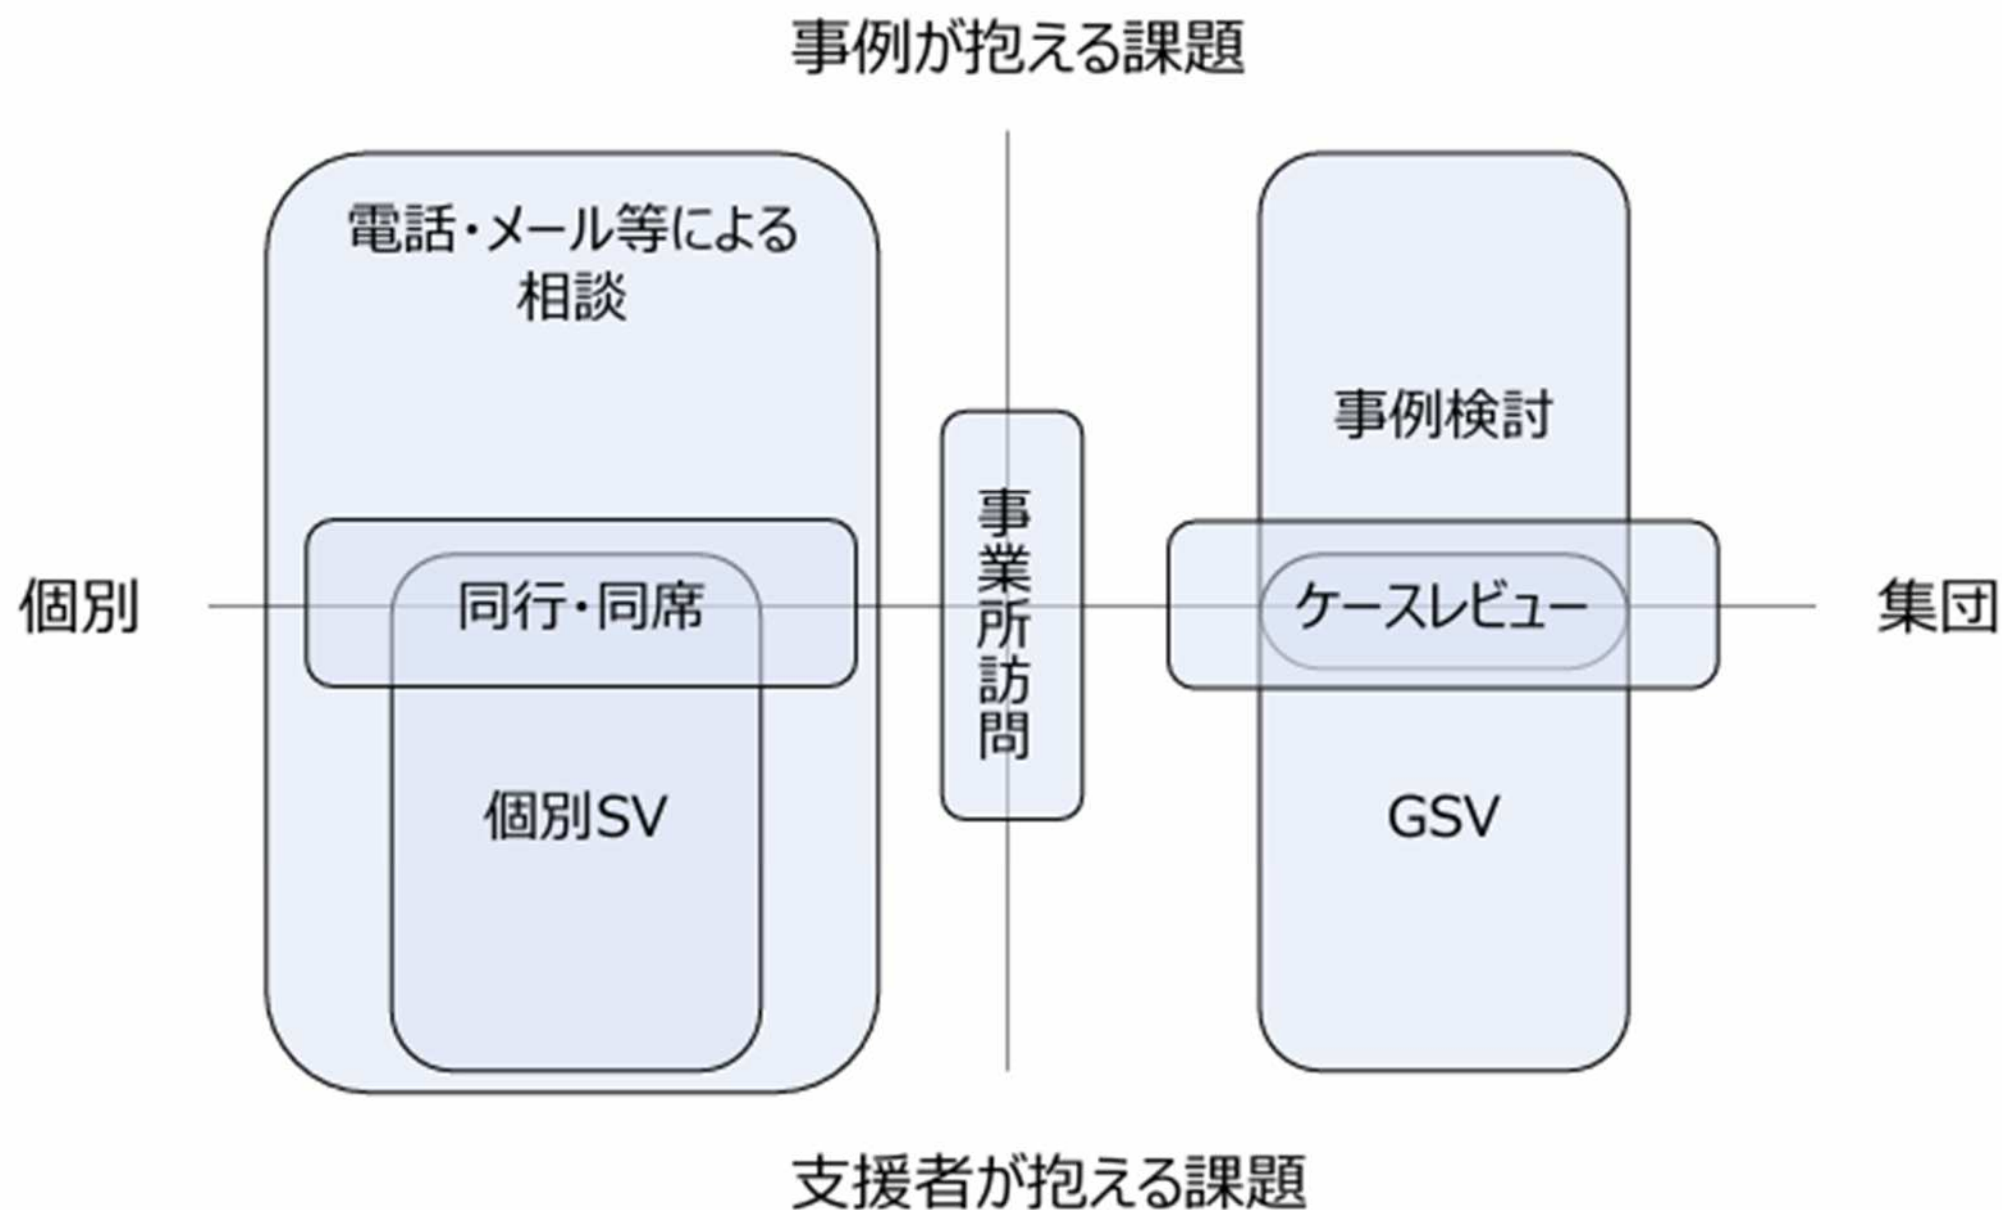 事例が抱える課題
電話・メール等による
相談
事例検討
事業所訪問
個別
同行・同席
ケースレビュー
集団
個別SV
GSV
支援者が抱える課題